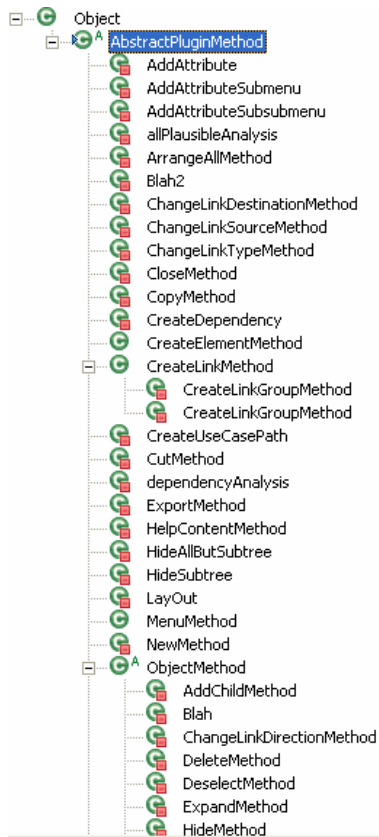 Object
AbstractPluginMethod
AddAttribute
AddAttributeSubmenu
AddAttributeSubsubmenu
allPlausibleAnalysis
ArrangeAllMethod
Blah2
ChangeLinkDestinationMethod
ChangeLinkSourceMethod
ChangeLinkTypeMethod
CloseMethod
CopyMethod
CreateDependency
CreateElementMethod
CreateLinkMethod
CreateLinkGroupMethod
CreateLinkGroupMethod
CreateUseCasePath
CutMethod
dependencyAnalysis
ExportMethod
HelpContentMethod
HideAllButSubtree
HideSubtree
LayOut
MenuMethod
NewMethod
ObjectMethod
AddChildMethod
Blah
ChangeLinkDirectionMethod
DeleteMethod
DeselectMethod
ExpandMethod
HideMethod